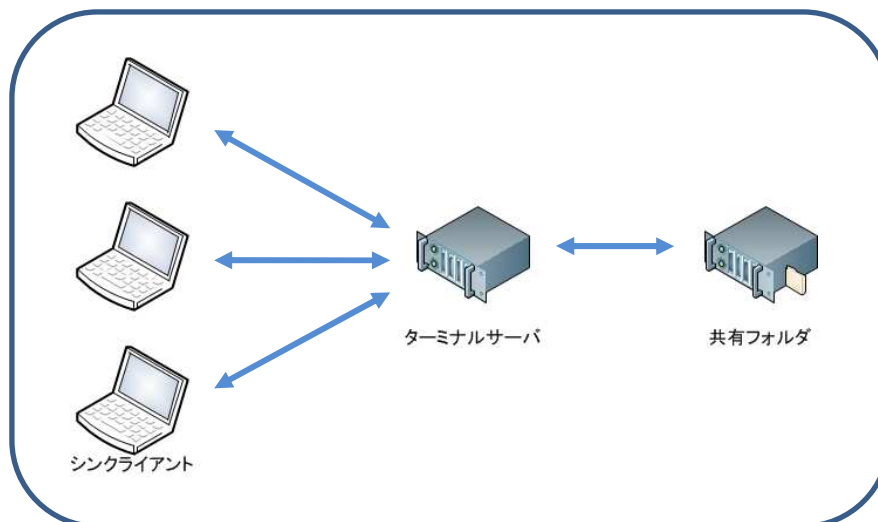 ターミナルサーバ
共有フォルダ
シンクライアント